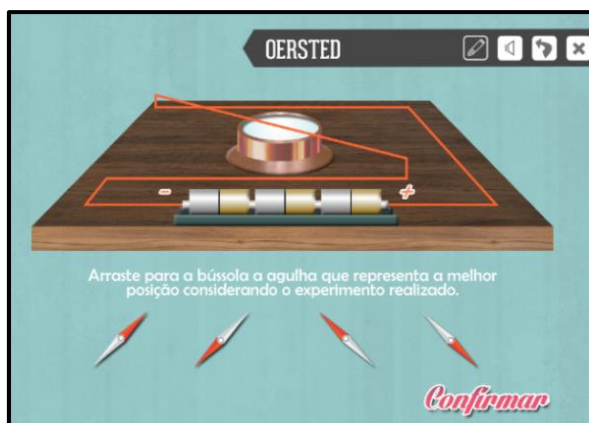 OERSTED
- +
Arraste para a bússola a agulha que representa a melhor
posição considerando o experimento realizado.
Confirmar